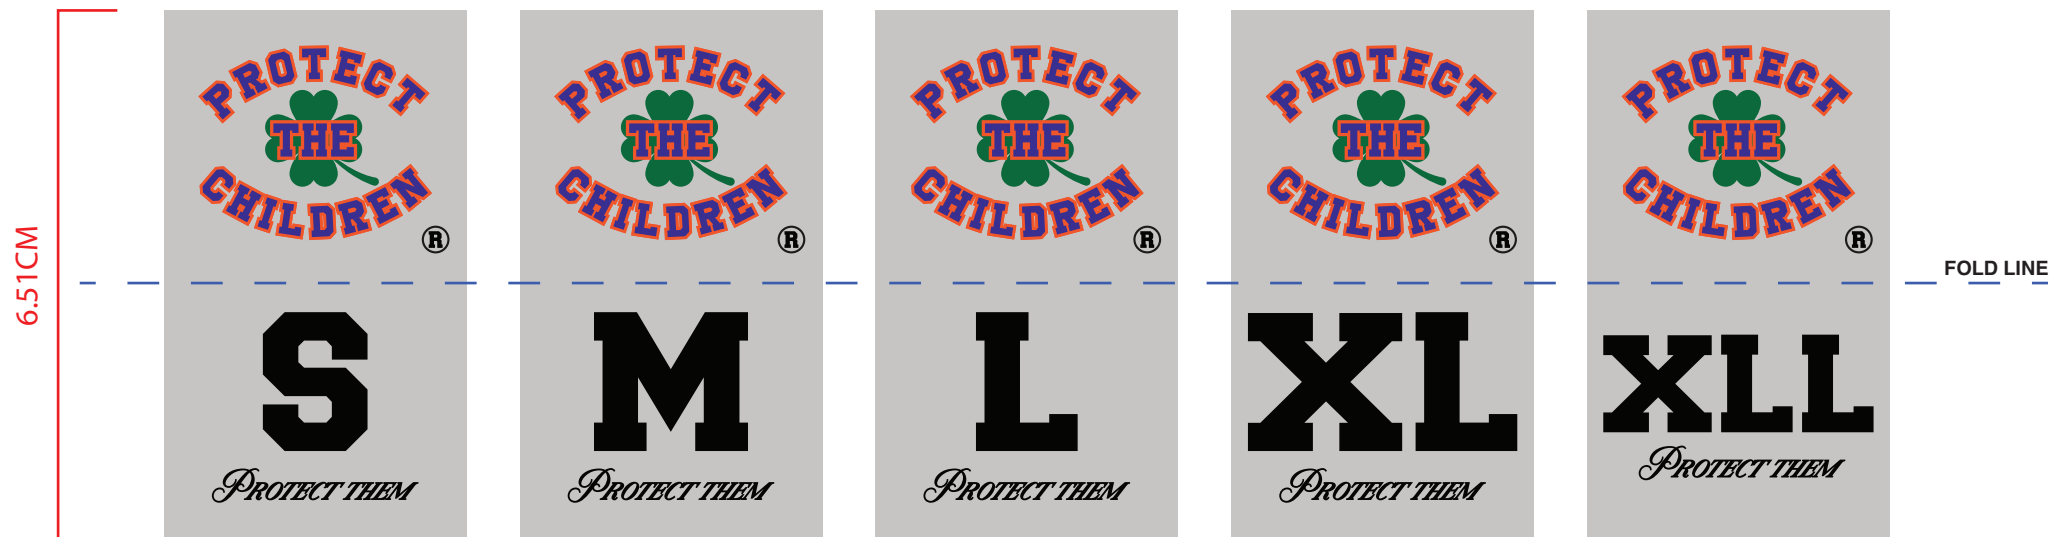 6.51CM
PROTECT
THE
CHILDREN
®
S
PROTECT THEM
PROTECT
THE
CHILDREN
®
M
PROTECT THEM
PROTECT
THE
CHILDREN
®
L
PROTECT THEM
PROTECT
THE
CHILDREN
®
XL
PROTECT THEM
PROTECT
THE
CHILDREN
®
XLL
PROTECT THEM
FOLD LINE